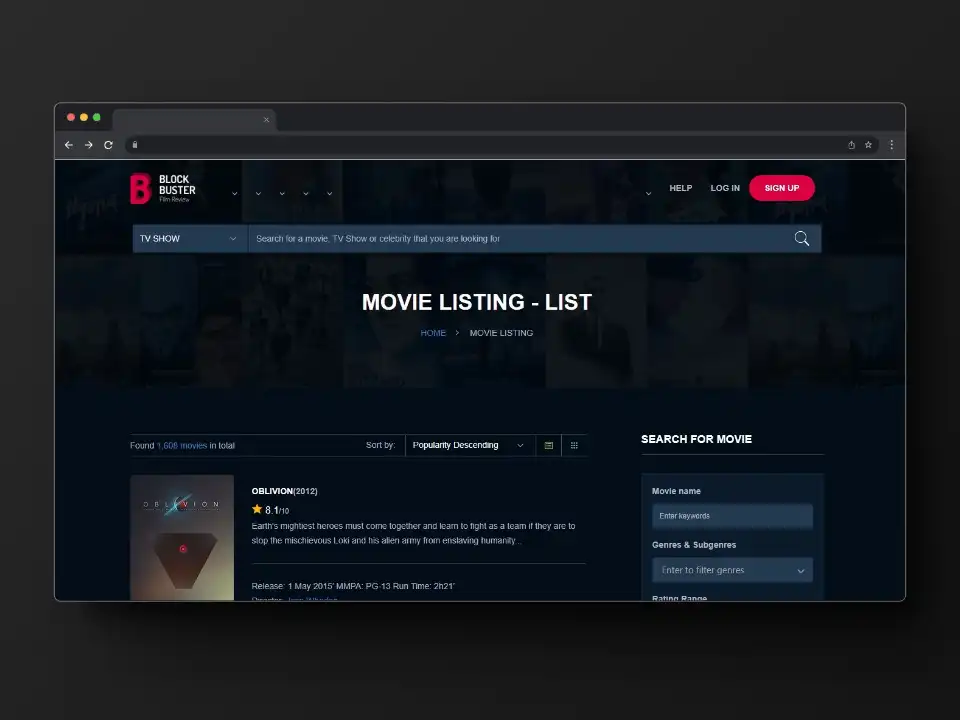 BLOCK
BUSTER
Film Review
HELP
LOG IN
SIGN UP
TV SHOW
Search for a movie, TV Show or celebrity that you are looking for
MOVIE LISTING - LIST
HOME
MOVIE LISTING
Found 1,608 movies in total
Sort by:
Popularity Descending
SEARCH FOR MOVIE
OBLIVION
OBLIVION(2012)
8.1/10
Earth's mightiest heroes must come together and learn to fight as a team if they are to
stop the mischievous Loki and his alien army from enslaving humanity...
Release: 1 May 2015' MMPA: PG-13 Run Time: 2h21'
Movie name
Enter keywords
Genres & Subgenres
Enter to filter genres
Rating Range